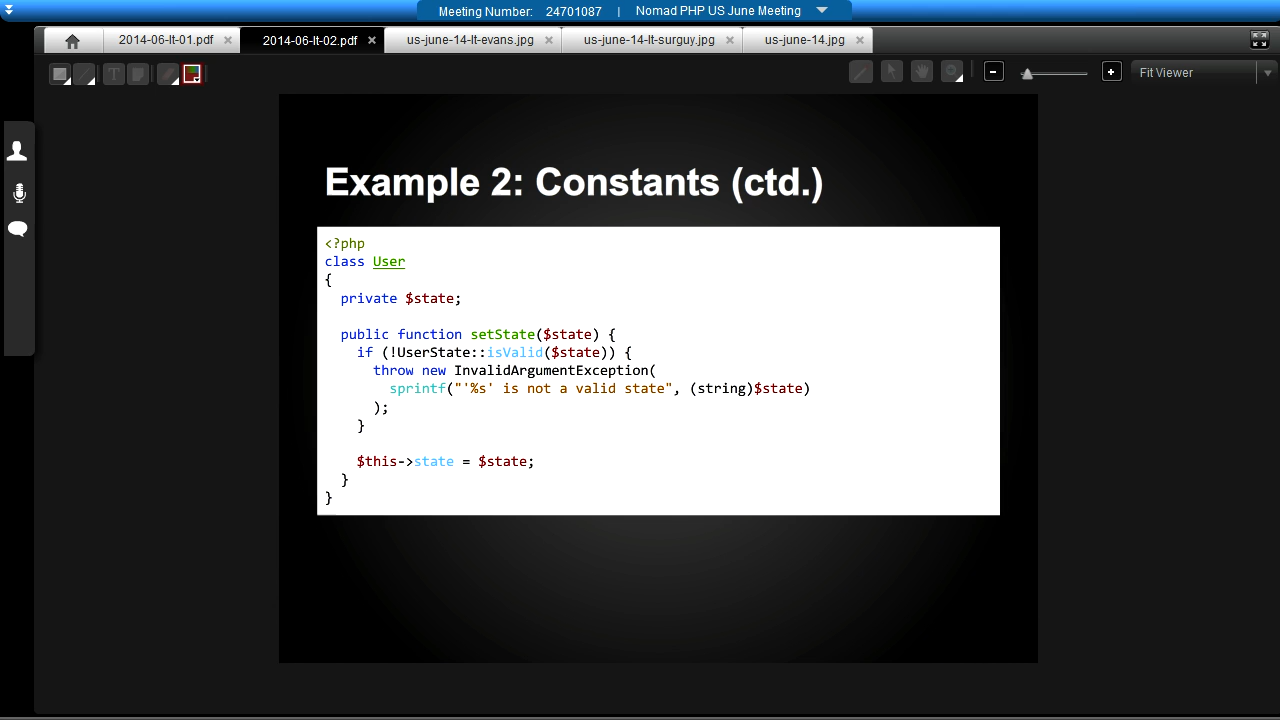 Meeting Number: 24701087 | Nomad PHP US June Meeting
2014-06-lt-01.pdf
2014-06-lt-02.pdf
us-june-14-lt-evans.jpg
us-june-14-lt-surguy.jpg
us-june-14.jpg
T
Fit Viewer
Example 2: Constants (ctd.)
<?php
class User
{
  private $state;
  public function setState($state) {
    if (!UserState::isValid($state)) {
      throw new InvalidArgumentException(
        sprintf("'%s' is not a valid state", (string)$state)
      );
    }
    $this->state = $state;
  }
}